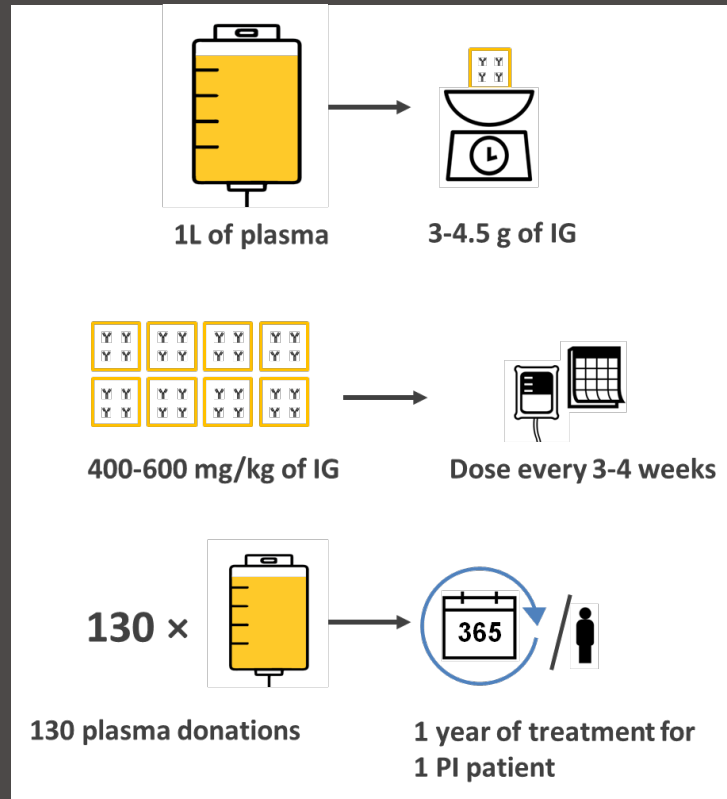 1L of plasma
3-4.5 g of IG
400-600 mg/kg of IG
Dose every 3-4 weeks
130 ×
365
130 plasma donations
1 year of treatment for
1 PI patient